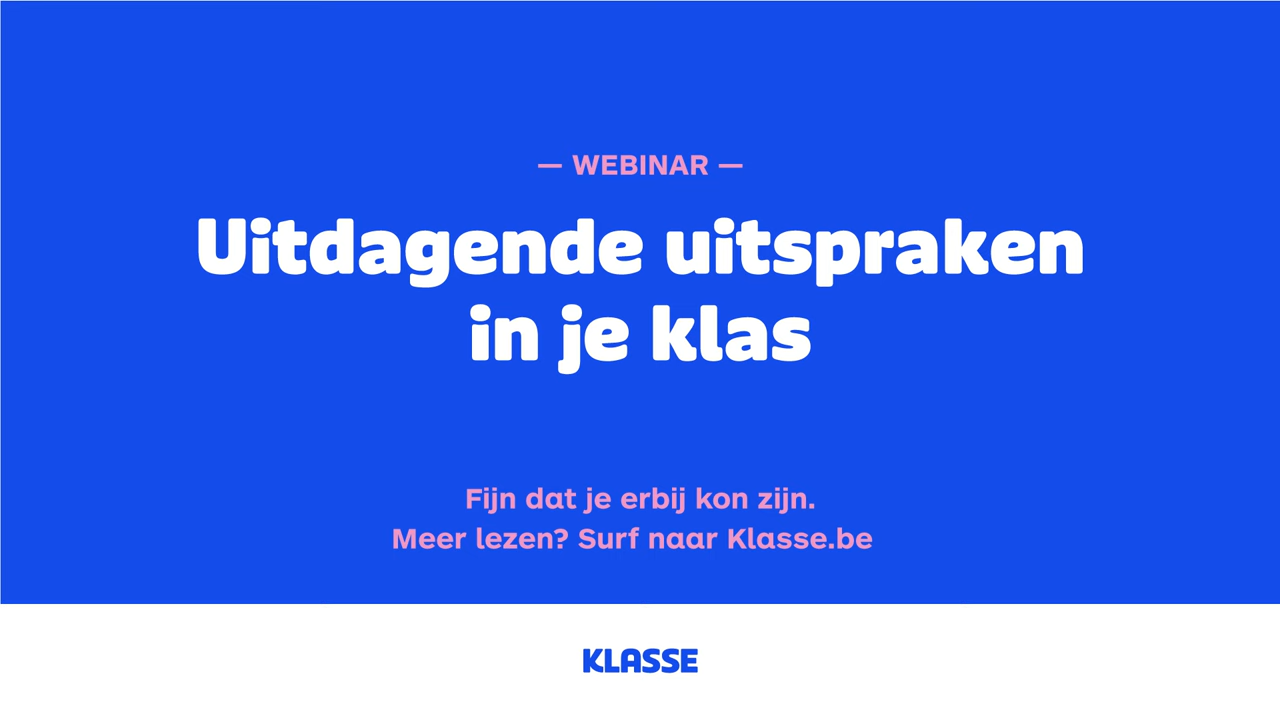 — WEBINAR —
Uitdagende uitspraken
in je klas
Fijn dat je erbij kon zijn.
Meer lezen? Surf naar Klasse.be
KLASSE